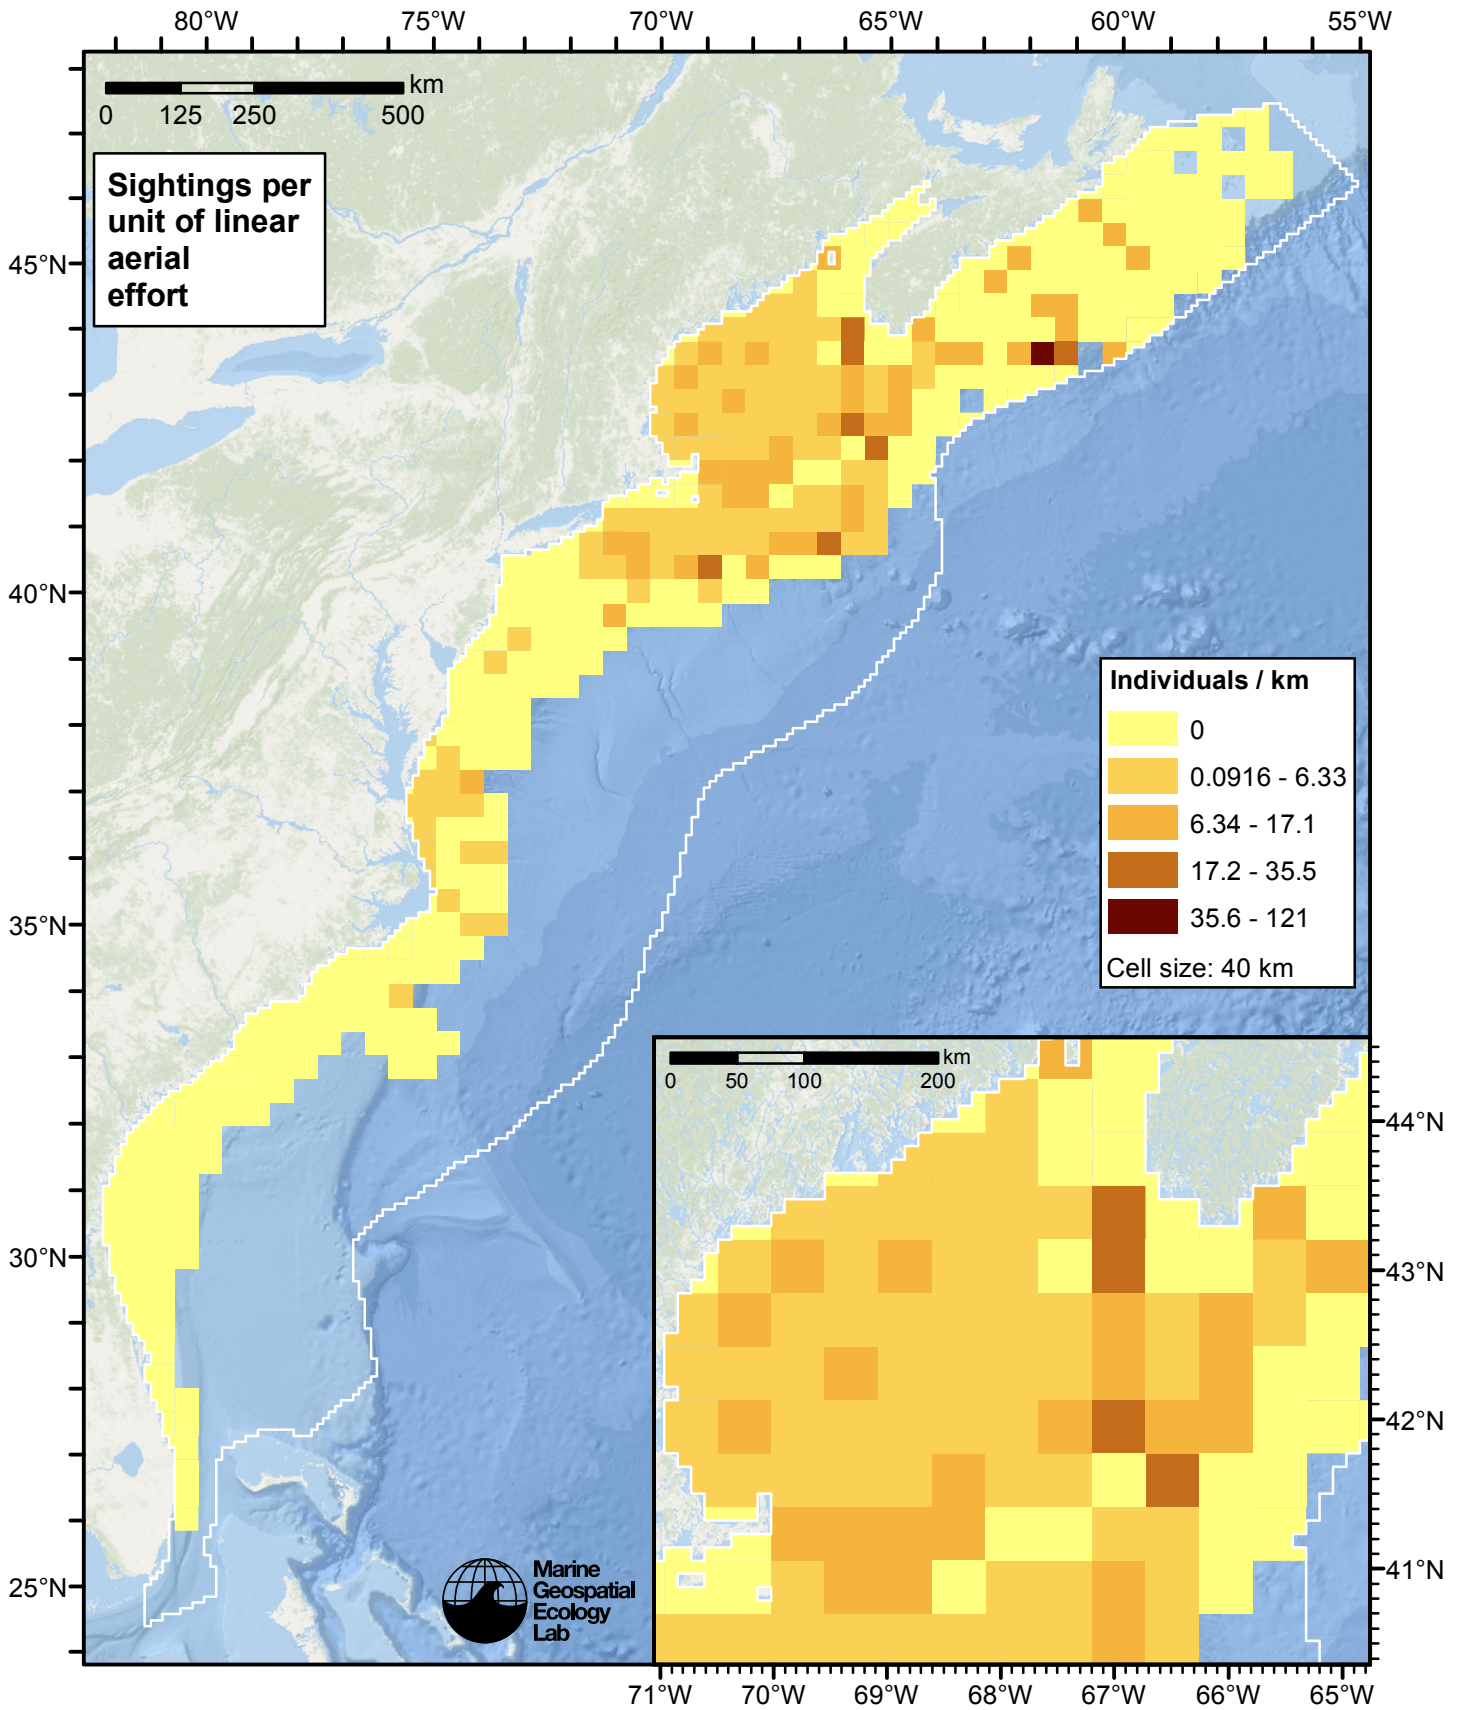 80°W 75°W 70°W 65°W 60°W 55°W
km
0 125 250 500
Sightings per
unit of linear
aerial
effort
45°N
40°N
35°N
30°N
25°N
Individuals / km
0
0.0916 - 6.33
6.34 - 17.1
17.2 - 35.5
35.6 - 121
Cell size: 40 km
km
0 50 100 200
44°N
43°N
42°N
41°N
Marine
Geospatial
Ecology
Lab
71°W 70°W 69°W 68°W 67°W 66°W 65°W